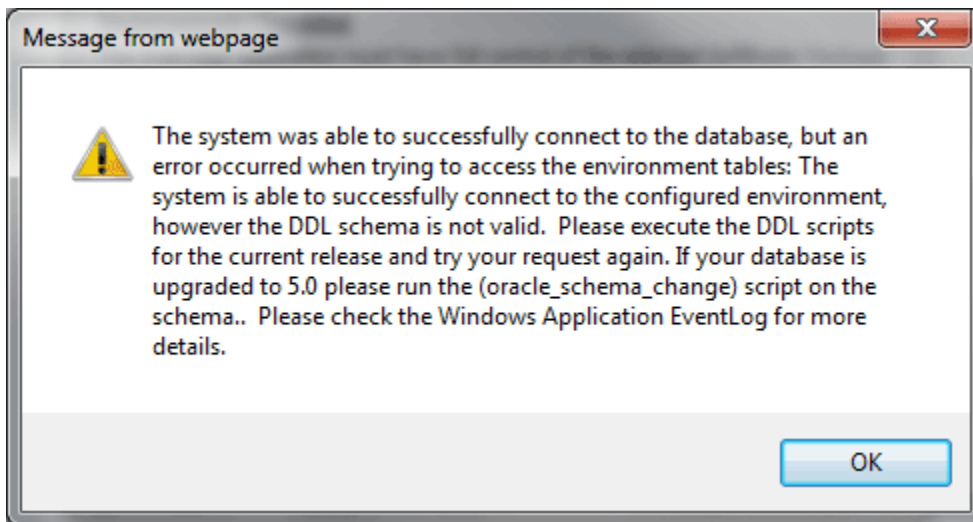 Message from webpage
The system was able to successfully connect to the database, but an
error occurred when trying to access the environment tables: The
system is able to successfully connect to the configured environment,
however the DDL schema is not valid.  Please execute the DDL scripts
for the current release and try your request again. If your database is
upgraded to 5.0 please run the (oracle_schema_change) script on the
schema..  Please check the Windows Application EventLog for more
details.
OK